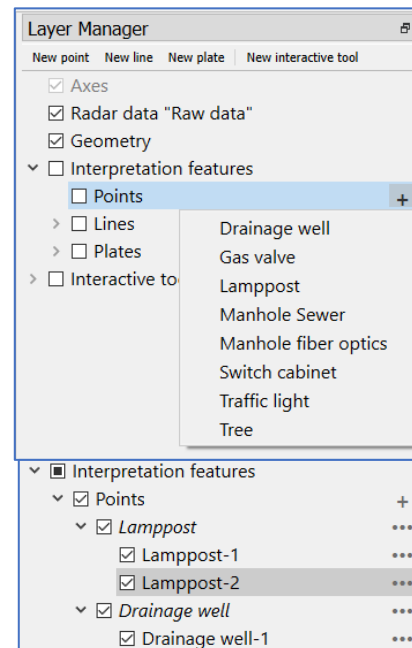 Layer Manager
New point New line New plate New interactive tool
Axes
Radar data "Raw data"
Geometry
Interpretation features
Points +
Lines
Plates
Interactive to
Drainage well
Gas valve
Lamppost
Manhole Sewer
Manhole fiber optics
Switch cabinet
Traffic light
Tree
Interpretation features
Points +
Lamppost •••
Lamppost-1 •••
Lamppost-2 •••
Drainage well •••
Drainage well-1 •••